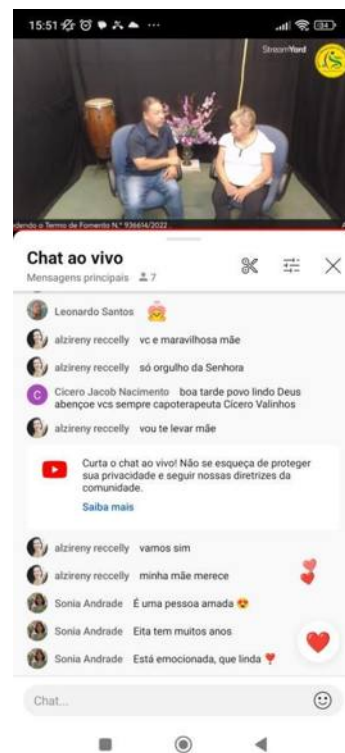 15:51
34
StreamYard
dendo o Termo de Fomento N.º 936614/2022 .
Chat ao vivo
Mensagens principais 7
Leonardo Santos
alzireny reccelly vc e maravilhosa mãe
alzireny reccelly só orgulho da Senhora
C Cicero Jacob Nacimento boa tarde povo lindo Deus
abençoe vcs sempre capoterapeuta Cícero Valinhos
alzireny reccelly vou te levar mãe
Curta o chat ao vivo! Não se esqueça de proteger
sua privacidade e seguir nossas diretrizes da
comunidade.
Saiba mais
alzireny reccelly vamos sim
alzireny reccelly minha mãe merece
Sonia Andrade É uma pessoa amada 😍
Sonia Andrade Eita tem muitos anos
Sonia Andrade Está emocionada, que linda ❣️
Chat...